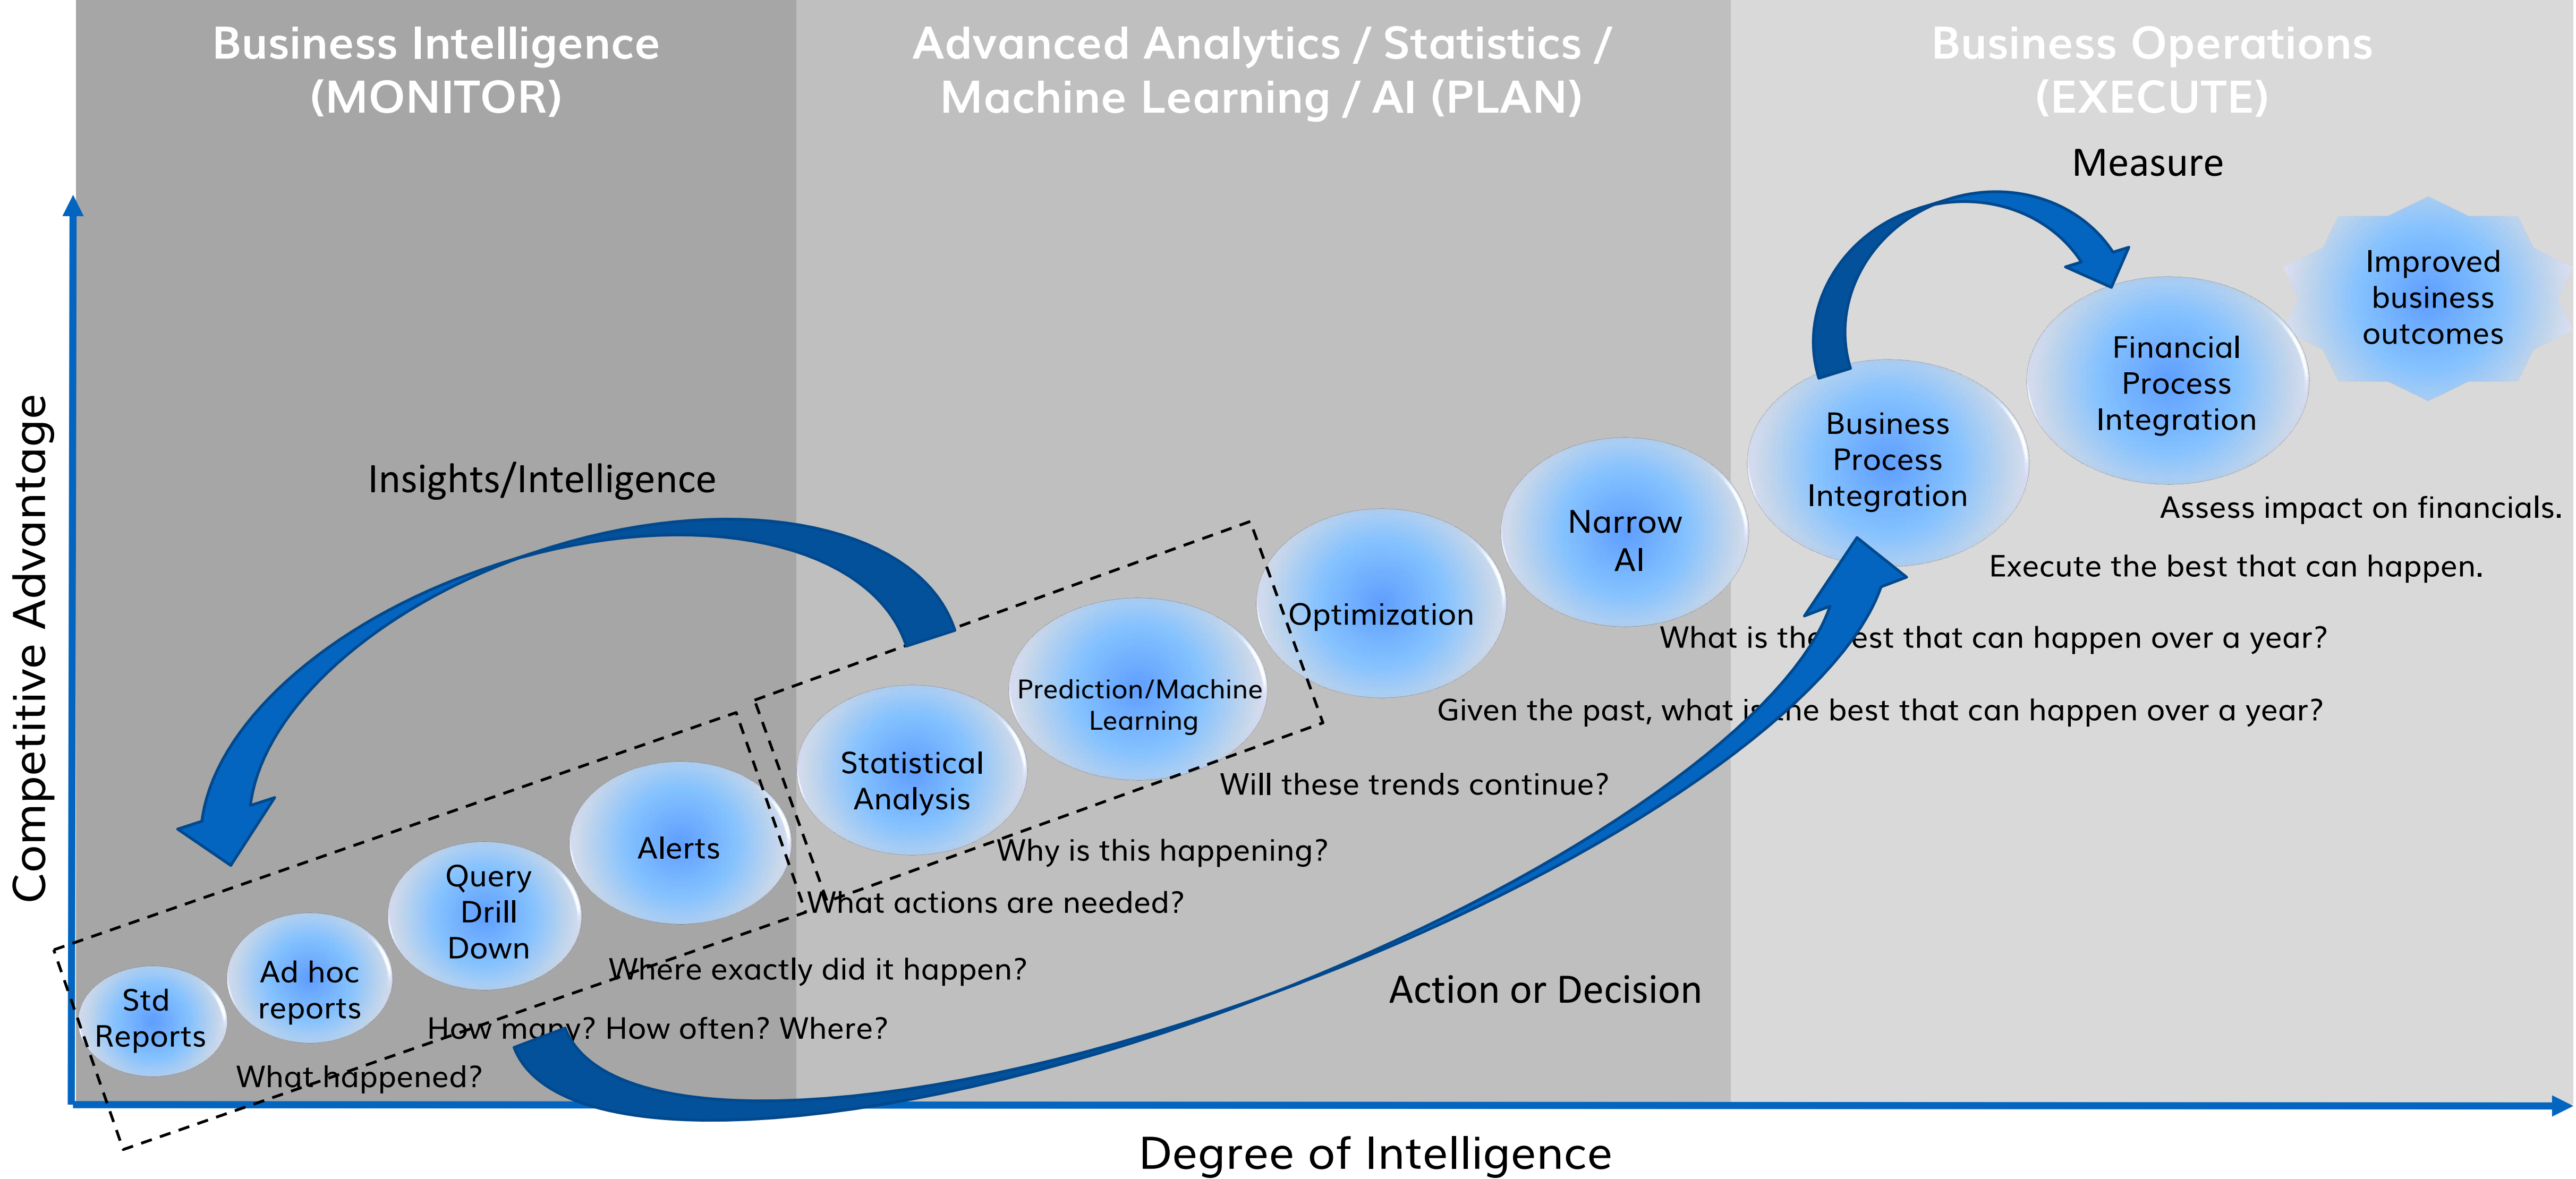 Business Intelligence
(MONITOR)
Advanced Analytics / Statistics /
Machine Learning / AI (PLAN)
Business Operations
(EXECUTE)
Measure
Improved
business
outcomes
Financial
Process
Integration
Business
Process
Integration
Assess impact on financials.
Execute the best that can happen.
Insights/Intelligence
Narrow
AI
What is the best that can happen over a year?
Optimization
Given the past, what is the best that can happen over a year?
Prediction/Machine
Learning
Will these trends continue?
Statistical
Analysis
Why is this happening?
Alerts
What actions are needed?
Query
Drill
Down
Where exactly did it happen?
Ad hoc
reports
How many? How often? Where?
Std
Reports
What happened?
Action or Decision
Competitive Advantage
Degree of Intelligence